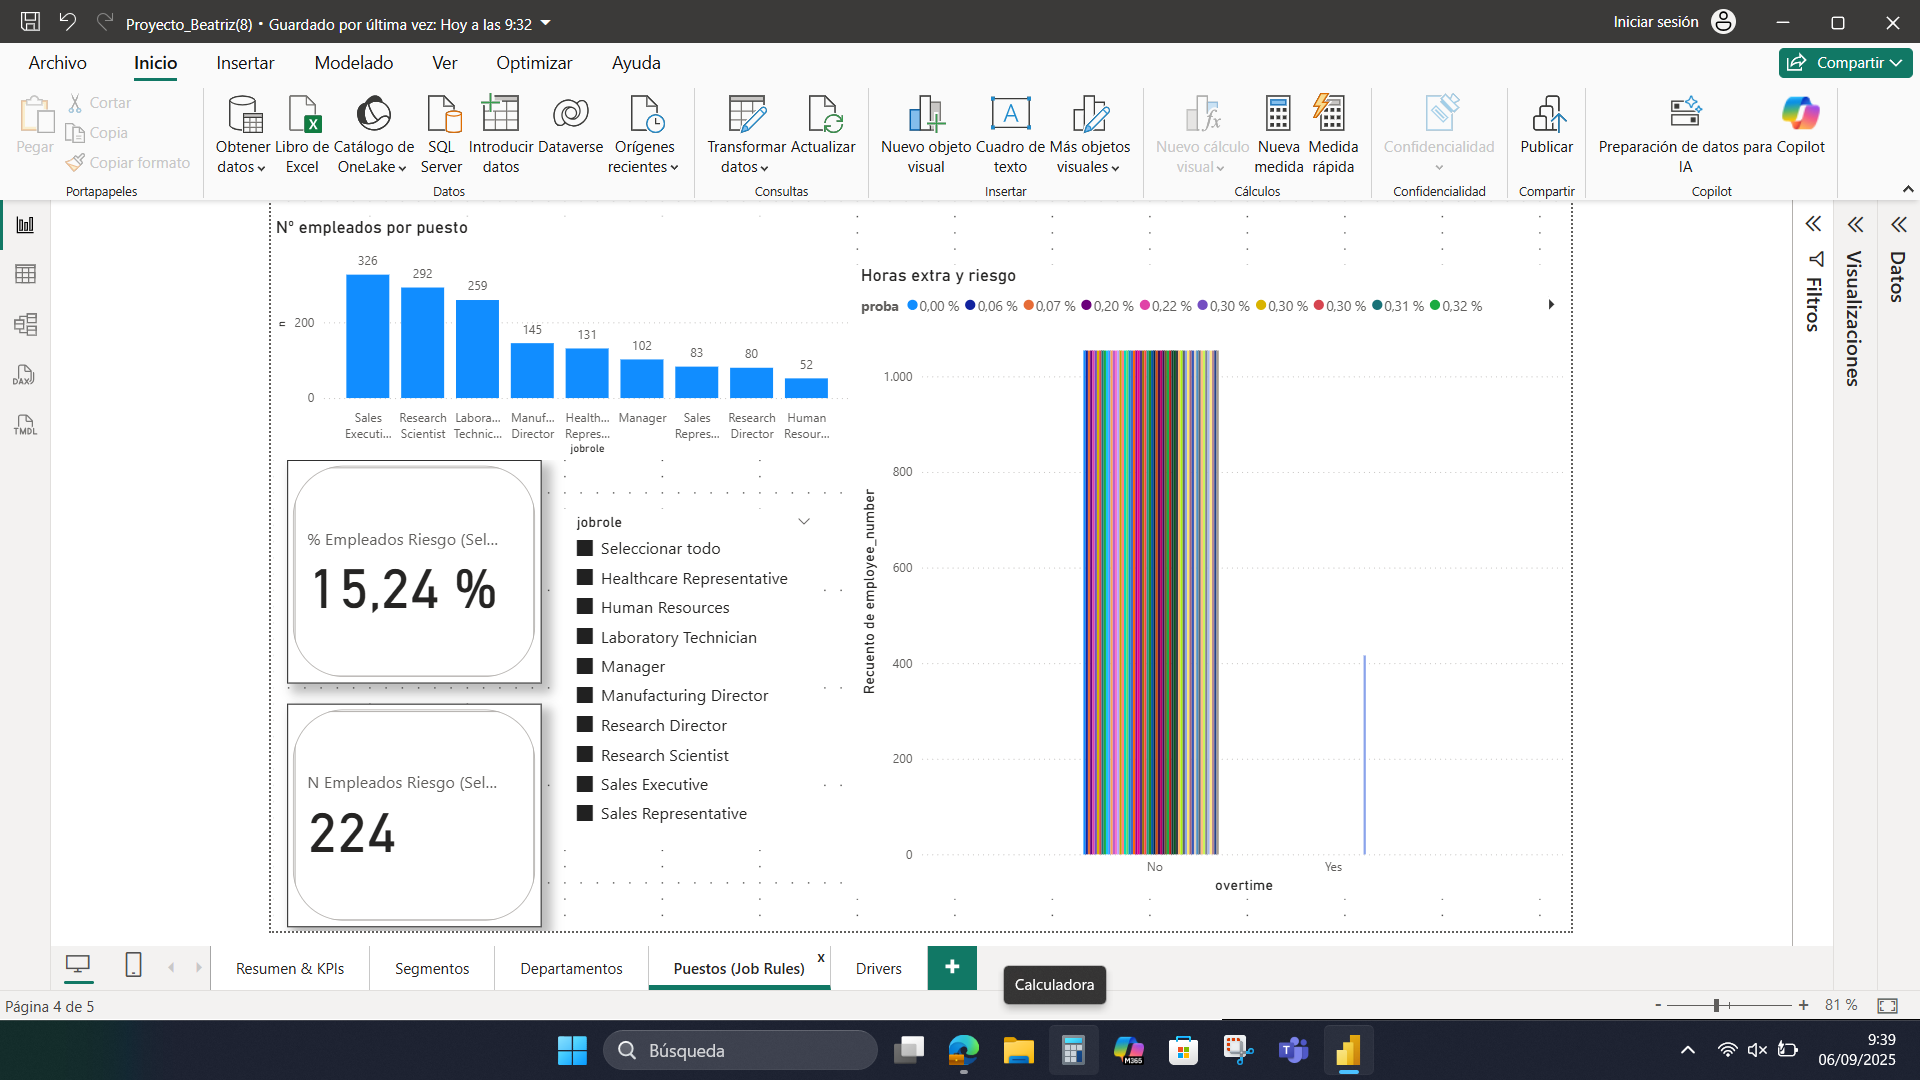 Proyecto_Beatriz(8) • Guardado por última vez: Hoy a las 9:32
Iniciar sesión
Archivo Inicio Insertar Modelado Ver Optimizar Ayuda
Compartir
Pegar
Cortar
Copia
Copiar formato
Portapapeles
Obtener datos
Libro de Excel
Catálogo de OneLake
SQL Server
Introducir datos
Dataverse
Orígenes recientes
Datos
Transformar datos
Actualizar
Consultas
Nuevo objeto visual
Cuadro de texto
A
Más objetos visuales
Insertar
Nuevo cálculo visual
Nueva medida
Medida rápida
Cálculos
Confidencialidad
Confidencialidad
Publicar
Compartir
Preparación de datos para IA
Copilot
Copilot
DAX
TMDL
Nº empleados por puesto
326
292
259
145
131
102
83
80
52
n
200
0
Sales Executi...
Research Scientist
Labora... Technic...
Manuf... Director
Health... Repres...
Manager
Sales Repres...
Research Director
Human Resour...
jobrole
% Empleados Riesgo (Sel...
15,24 %
N Empleados Riesgo (Sel...
224
jobrole
Seleccionar todo
Healthcare Representative
Human Resources
Laboratory Technician
Manager
Manufacturing Director
Research Director
Research Scientist
Sales Executive
Sales Representative
Horas extra y riesgo
proba 0,00 % 0,06 % 0,07 % 0,20 % 0,22 % 0,30 % 0,30 % 0,30 % 0,31 % 0,32 %
Recuento de employee_number
1.000
800
600
400
200
0
No
Yes
overtime
Filtros
Visualizaciones
Datos
Resumen & KPIs
Segmentos
Departamentos
Puestos (Job Rules)
x
Drivers
+
Calculadora
Página 4 de 5
- + 81 %
Búsqueda
M365
T
9:39
06/09/2025